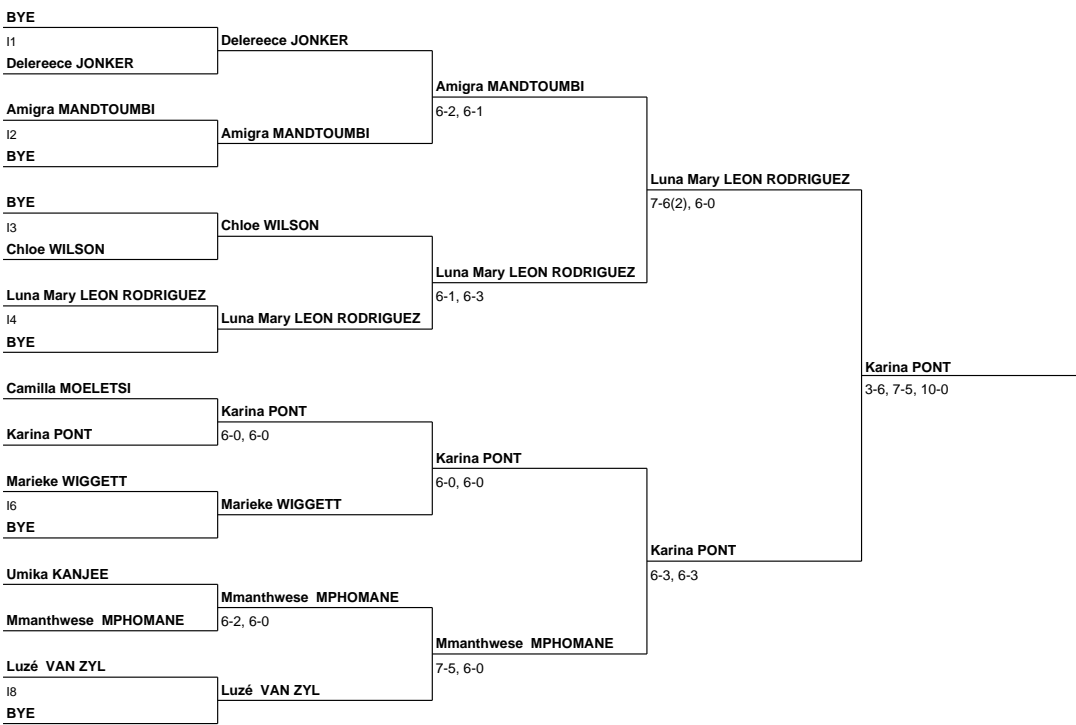 BYE
I1
Delereece JONKER
Delereece JONKER
Amigra MANDTOUMBI
6-2, 6-1
Amigra MANDTOUMBI
I2
Amigra MANDTOUMBI
BYE
Luna Mary LEON RODRIGUEZ
7-6(2), 6-0
BYE
I3
Chloe WILSON
Chloe WILSON
Luna Mary LEON RODRIGUEZ
6-1, 6-3
Luna Mary LEON RODRIGUEZ
I4
Luna Mary LEON RODRIGUEZ
BYE
Karina PONT
3-6, 7-5, 10-0
Camilla MOELETSI
Karina PONT
6-0, 6-0
Karina PONT
Karina PONT
6-0, 6-0
Marieke WIGGETT
I6
Marieke WIGGETT
BYE
Karina PONT
6-3, 6-3
Umika KANJEE
Mmanthwese  MPHOMANE
6-2, 6-0
Mmanthwese  MPHOMANE
Mmanthwese  MPHOMANE
7-5, 6-0
Luzé  VAN ZYL
I8
Luzé  VAN ZYL
BYE